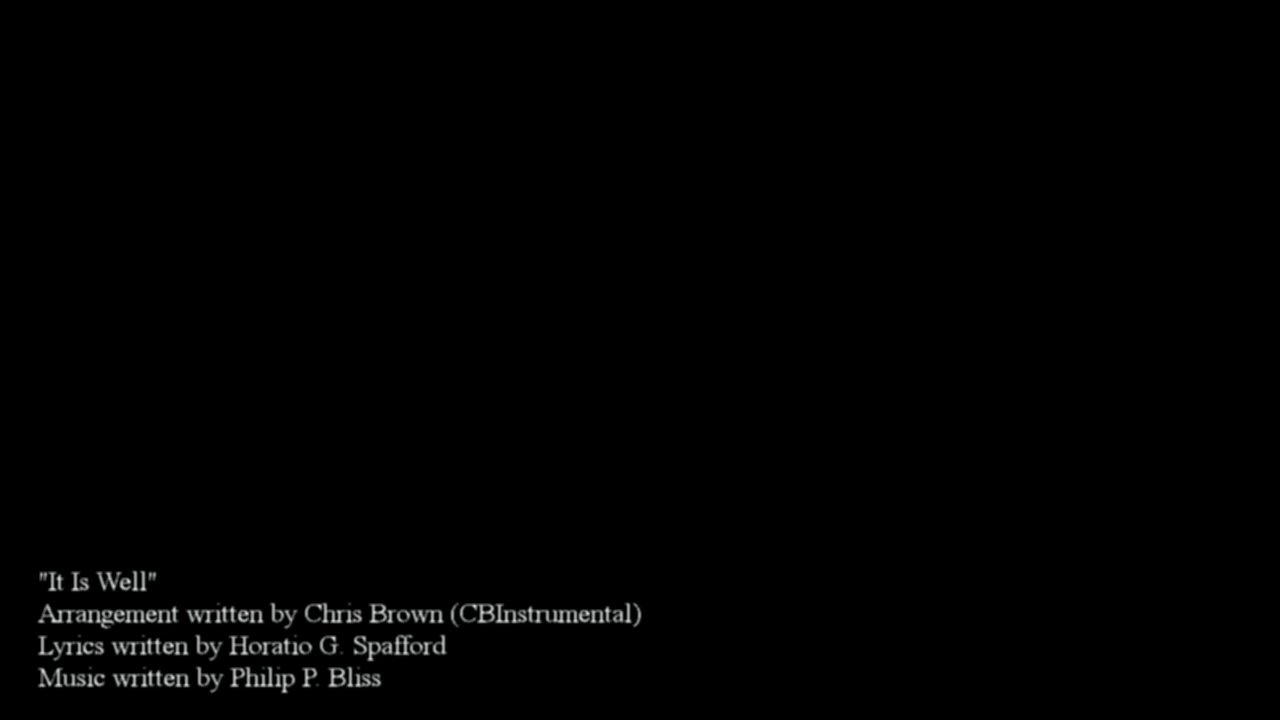 "It Is Well"
Arrangement written by Chris Brown (CBInstrumental)
Lyrics written by Horatio G. Spafford
Music written by Philip P. Bliss